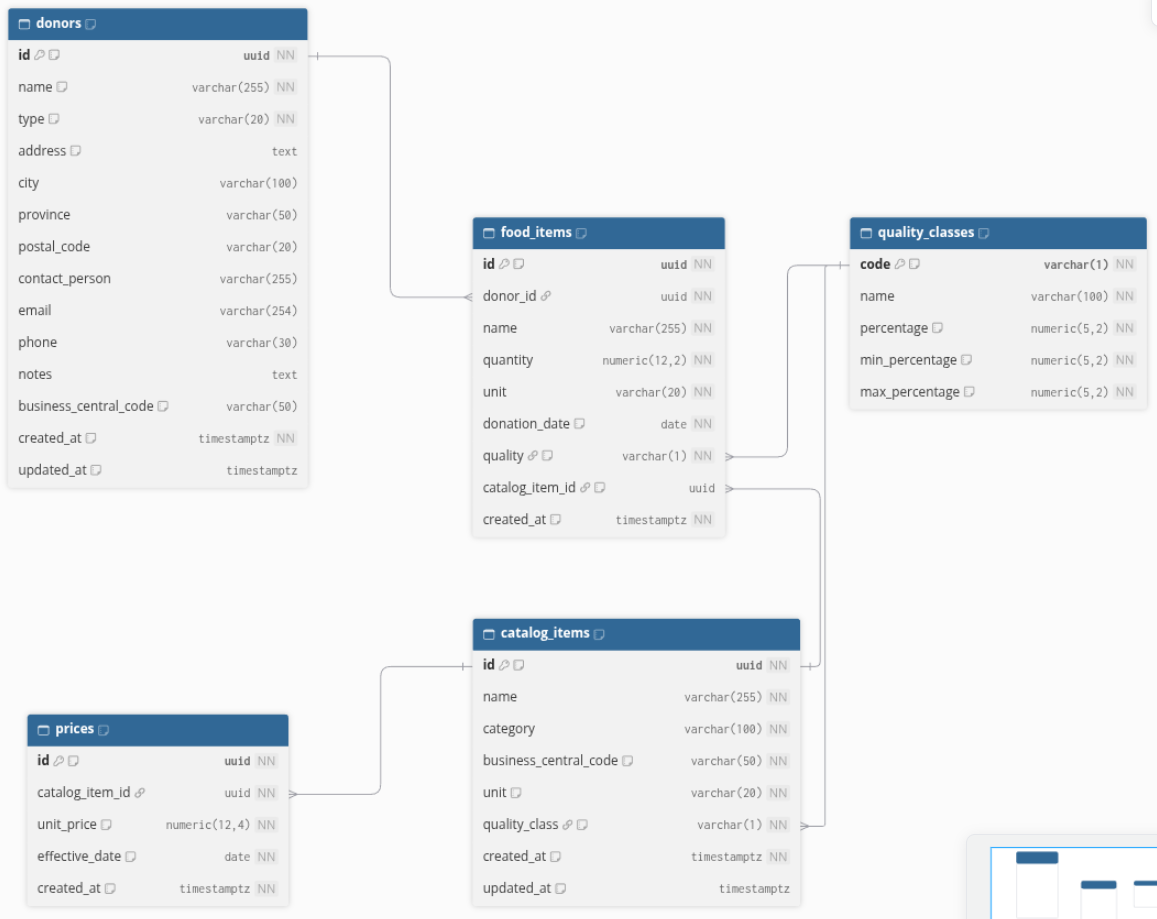 donors
id uuid NN
name varchar(255) NN
type varchar(20) NN
address text
city varchar(100)
province varchar(50)
postal_code varchar(20)
contact_person varchar(255)
email varchar(254)
phone varchar(30)
notes text
business_central_code varchar(50)
created_at timestamptz NN
updated_at timestamptz
food_items
id uuid NN
donor_id uuid NN
name varchar(255) NN
quantity numeric(12,2) NN
unit varchar(20) NN
donation_date date NN
quality varchar(1) NN
catalog_item_id uuid
created_at timestamptz NN
quality_classes
code varchar(1) NN
name varchar(100) NN
percentage numeric(5,2) NN
min_percentage numeric(5,2) NN
max_percentage numeric(5,2) NN
prices
id uuid NN
catalog_item_id uuid NN
unit_price numeric(12,4) NN
effective_date date NN
created_at timestamptz NN
catalog_items
id uuid NN
name varchar(255) NN
category varchar(100) NN
business_central_code varchar(50) NN
unit varchar(20) NN
quality_class varchar(1) NN
created_at timestamptz NN
updated_at timestamptz